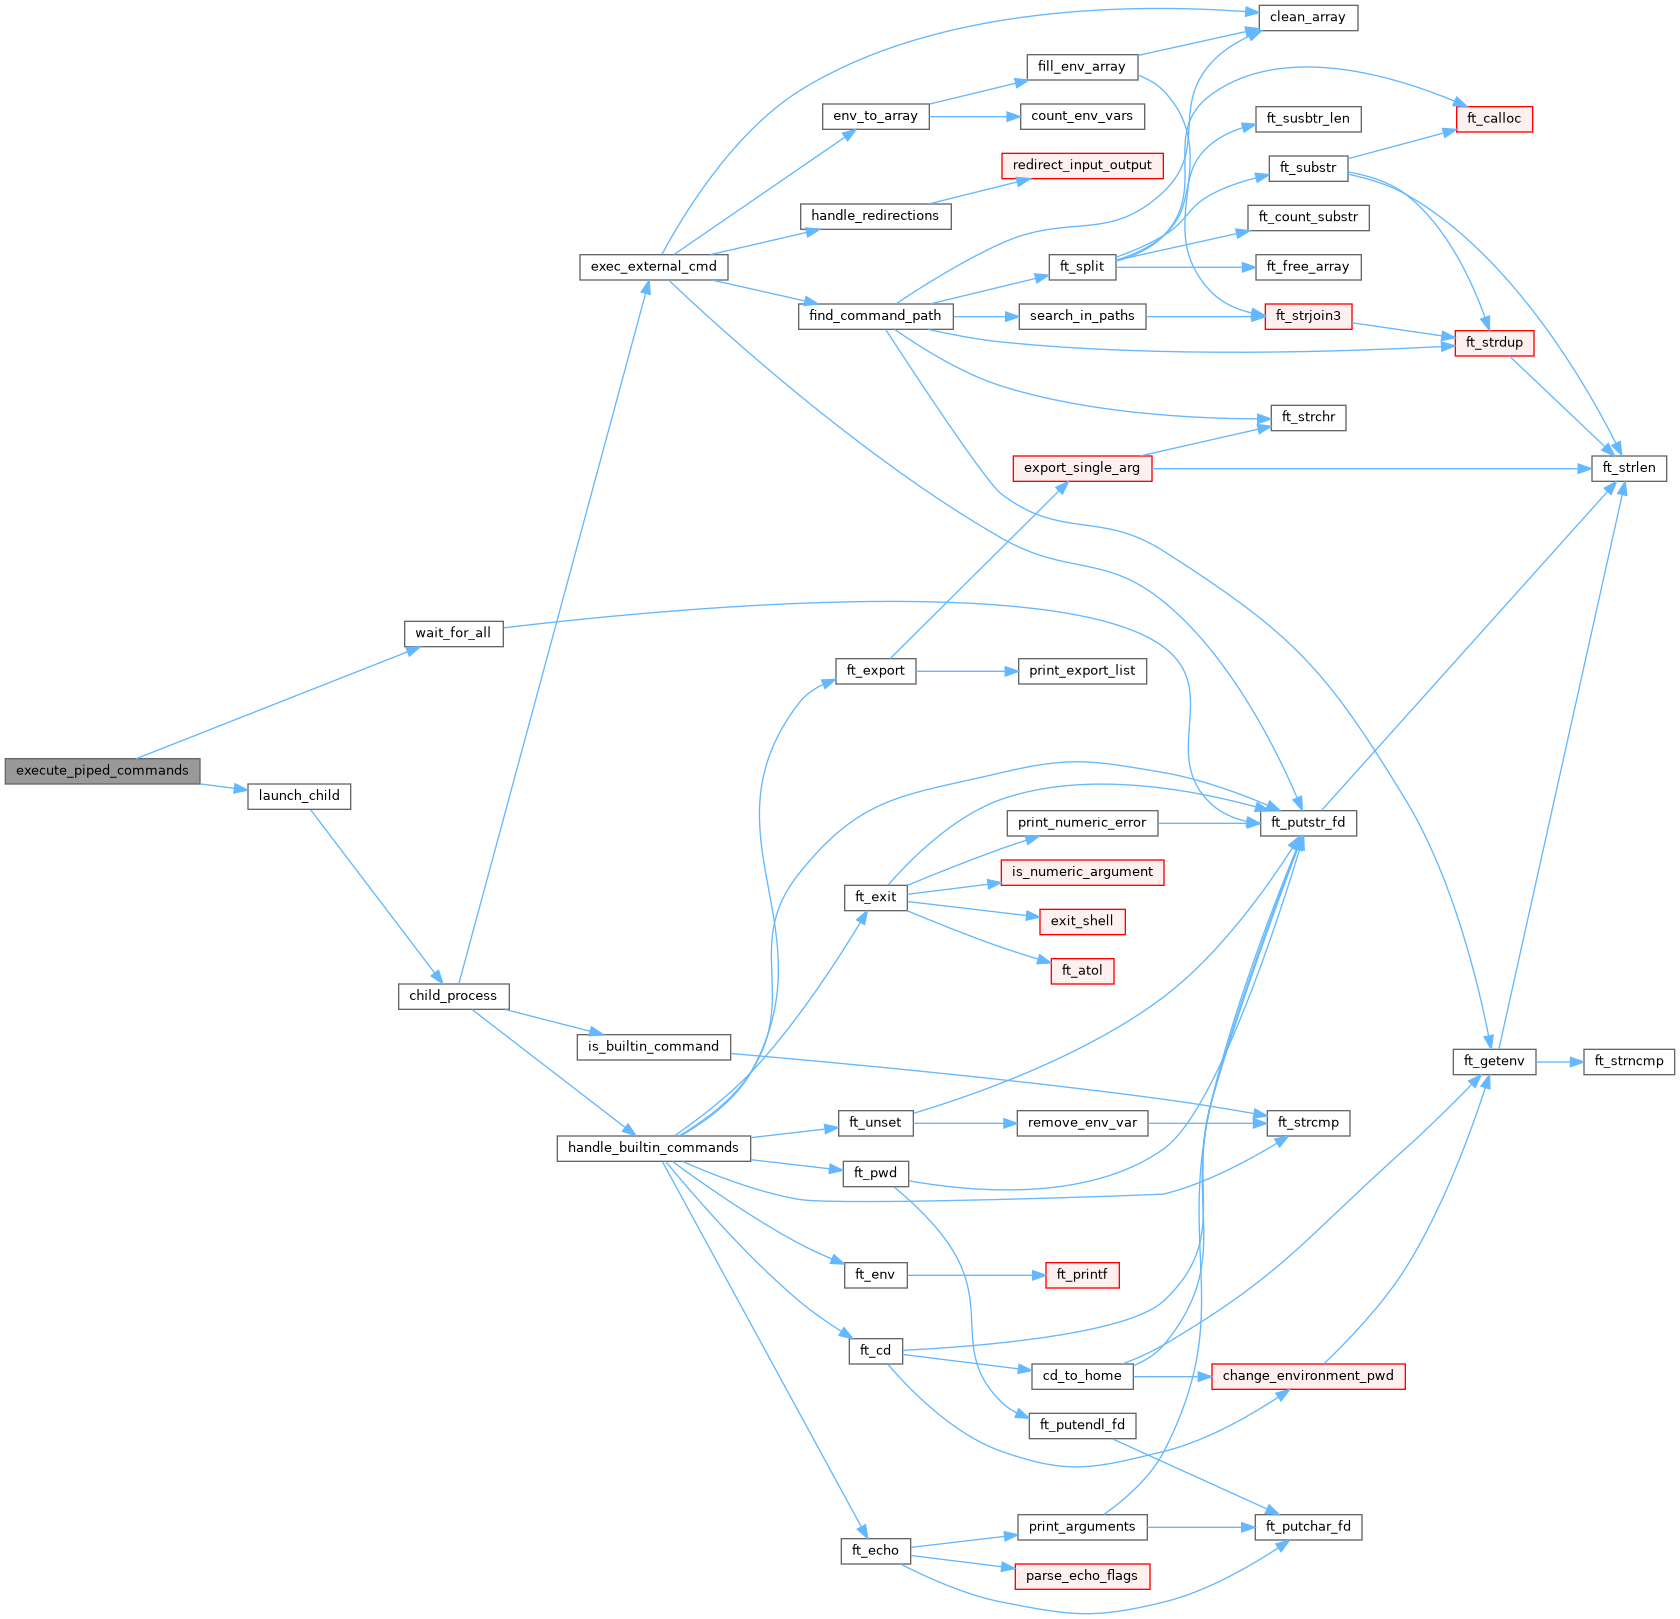 clean_array
fill_env_array
env_to_array
count_env_vars
ft_susbtr_len
ft_calloc
redirect_input_output
ft_substr
handle_redirections
ft_count_substr
exec_external_cmd
ft_split
ft_free_array
find_command_path
search_in_paths
ft_strjoin3
ft_strdup
ft_strchr
export_single_arg
ft_strlen
wait_for_all
ft_export
print_export_list
execute_piped_commands
launch_child
print_numeric_error
ft_putstr_fd
is_numeric_argument
ft_exit
exit_shell
ft_atol
child_process
is_builtin_command
ft_getenv
ft_strncmp
ft_unset
remove_env_var
ft_strcmp
handle_builtin_commands
ft_pwd
ft_env
ft_printf
ft_cd
cd_to_home
change_environment_pwd
ft_putendl_fd
print_arguments
ft_putchar_fd
ft_echo
parse_echo_flags